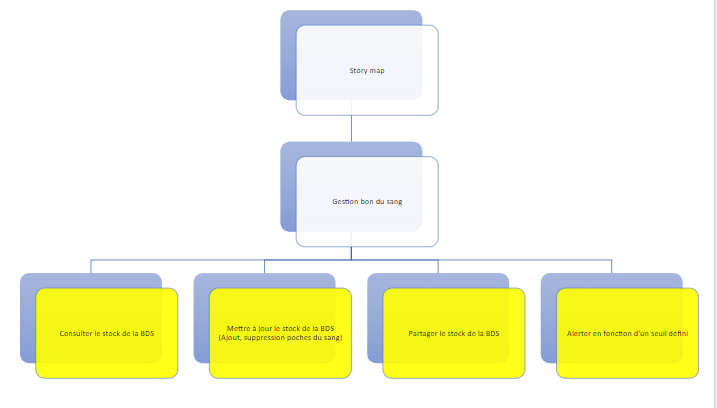 Story map
Gestion bon du sang
Consulter le stock de la BDS
Mettre à jour le stock de la BDS
(Ajout, suppression poches du sang)
Partager le stock de la BDS
Alerter en fonction d'un seuil défini